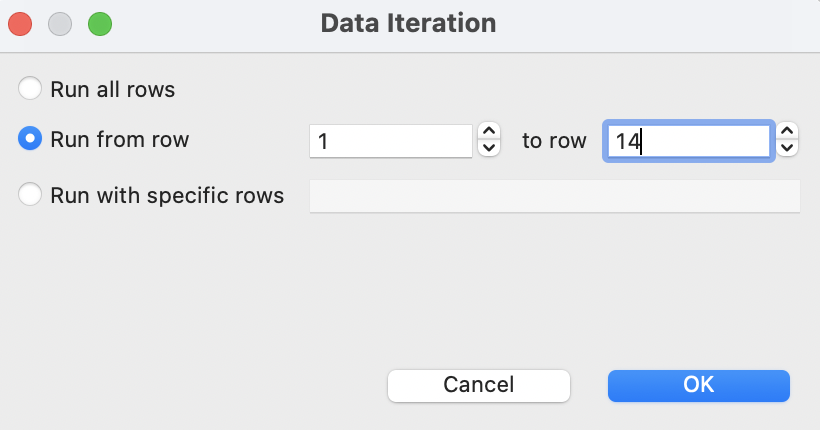 Data Iteration
Run all rows
Run from row 1 to row 14
Run with specific rows
Cancel OK